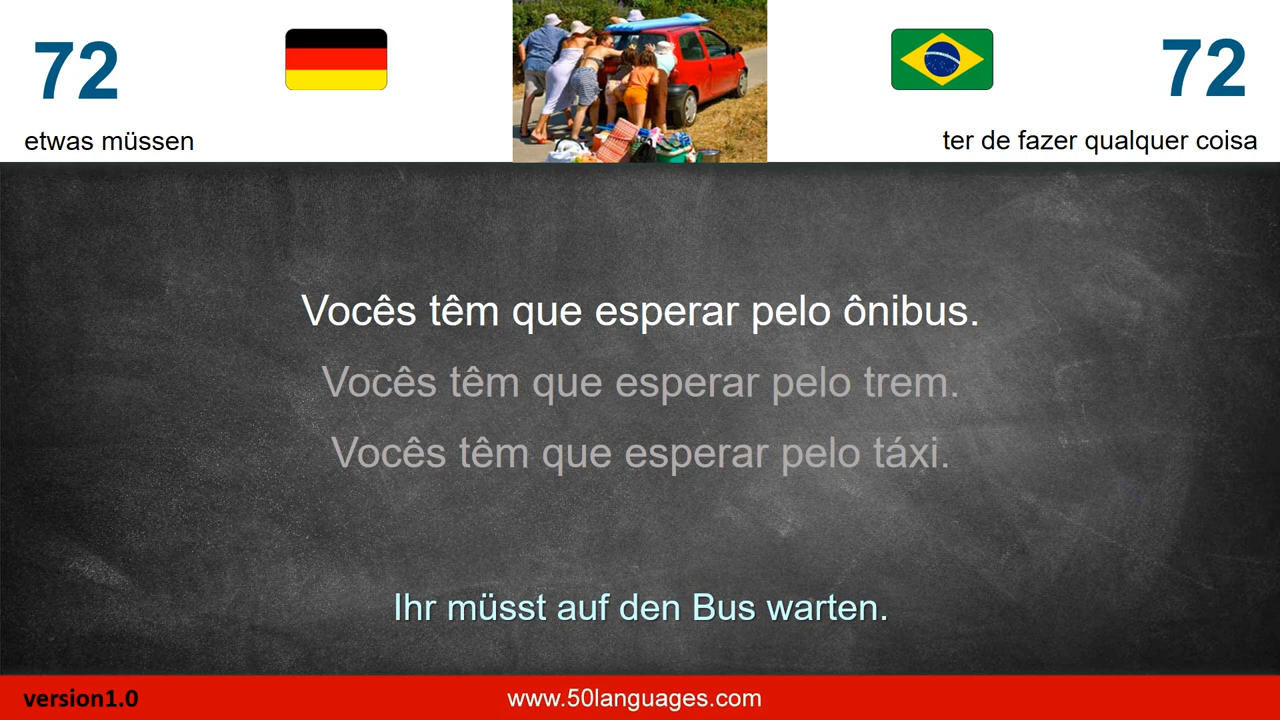 72
72
etwas müssen
ter de fazer qualquer coisa
Vocês têm que esperar pelo ônibus.
Vocês têm que esperar pelo trem.
Vocês têm que esperar pelo táxi.
Ihr müsst auf den Bus warten.
version1.0
www.50languages.com